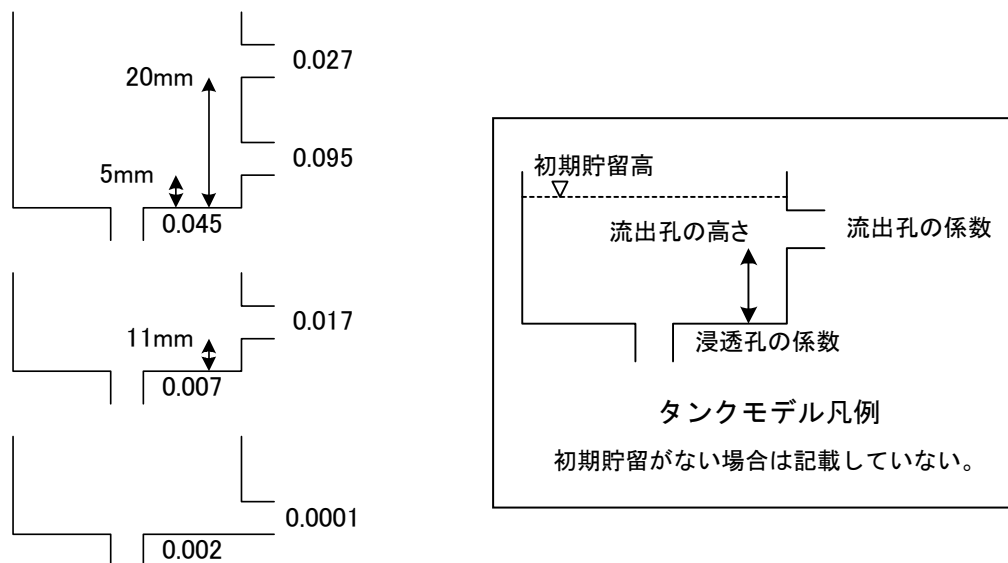 0.027
20mm
0.095
5mm
0.045
0.017
11mm
0.007
0.0001
0.002
初期貯留高
流出孔の高さ
流出孔の係数
浸透孔の係数
タンクモデル凡例
初期貯留がない場合は記載していない。